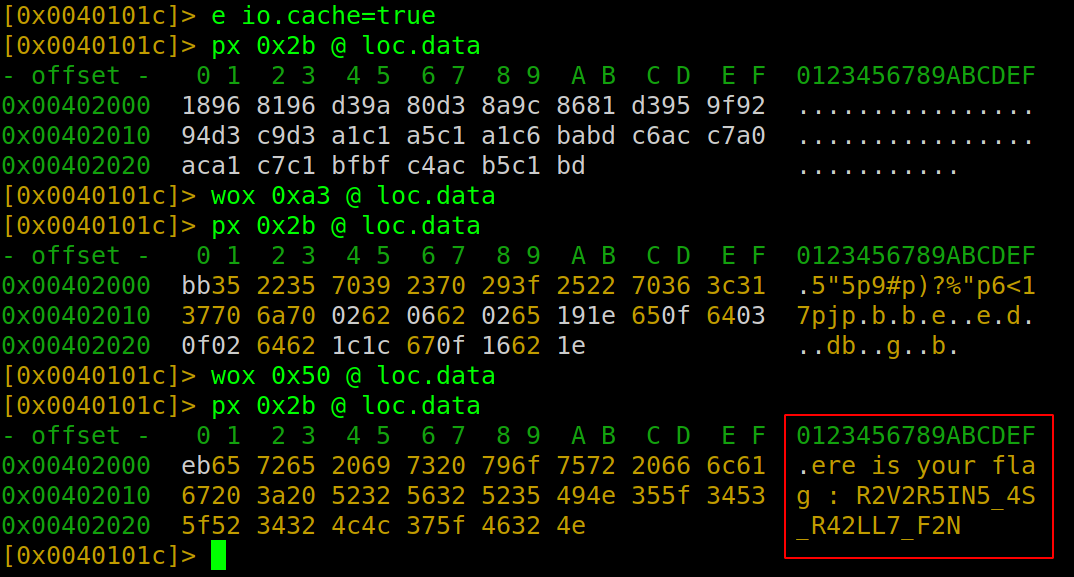 [0x0040101c]> e io.cache=true
[0x0040101c]> px 0x2b @ loc.data
- offset -   0 1  2 3  4 5  6 7  8 9  A B  C D  E F  0123456789ABCDEF
0x00402000  1896 8196 d39a 80d3 8a9c 8681 d395 9f92  ................
0x00402010  94d3 c9d3 a1c1 a5c1 a1c6 babd c6ac c7a0  ................
0x00402020  aca1 c7c1 bfbf c4ac b5c1 bd              ...........
[0x0040101c]> wox 0xa3 @ loc.data
[0x0040101c]> px 0x2b @ loc.data
- offset -   0 1  2 3  4 5  6 7  8 9  A B  C D  E F  0123456789ABCDEF
0x00402000  bb35 2235 7039 2370 293f 2522 7036 3c31  .5"5p9#p)?%"p6<1
0x00402010  3770 6a70 0262 0662 0265 191e 650f 6403  7pjp.b.b.e..e.d.
0x00402020  0f02 6462 1c1c 670f 1662 1e              ..db..g..b.
[0x0040101c]> wox 0x50 @ loc.data
[0x0040101c]> px 0x2b @ loc.data
- offset -   0 1  2 3  4 5  6 7  8 9  A B  C D  E F  0123456789ABCDEF
0x00402000  eb65 7265 2069 7320 796f 7572 2066 6c61  .ere is your fla
0x00402010  6720 3a20 5232 5632 5235 494e 355f 3453  g : R2V2R5IN5_4S
0x00402020  5f52 3432 4c4c 375f 4632 4e              _R42LL7_F2N
[0x0040101c]>